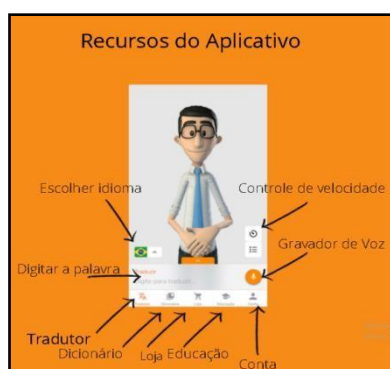 Recursos do Aplicativo
Escolher idioma
Controle de velocidade
Gravador de Voz
Digitar a palavra
Tradutor
Dicionário
Loja
Educação
Conta